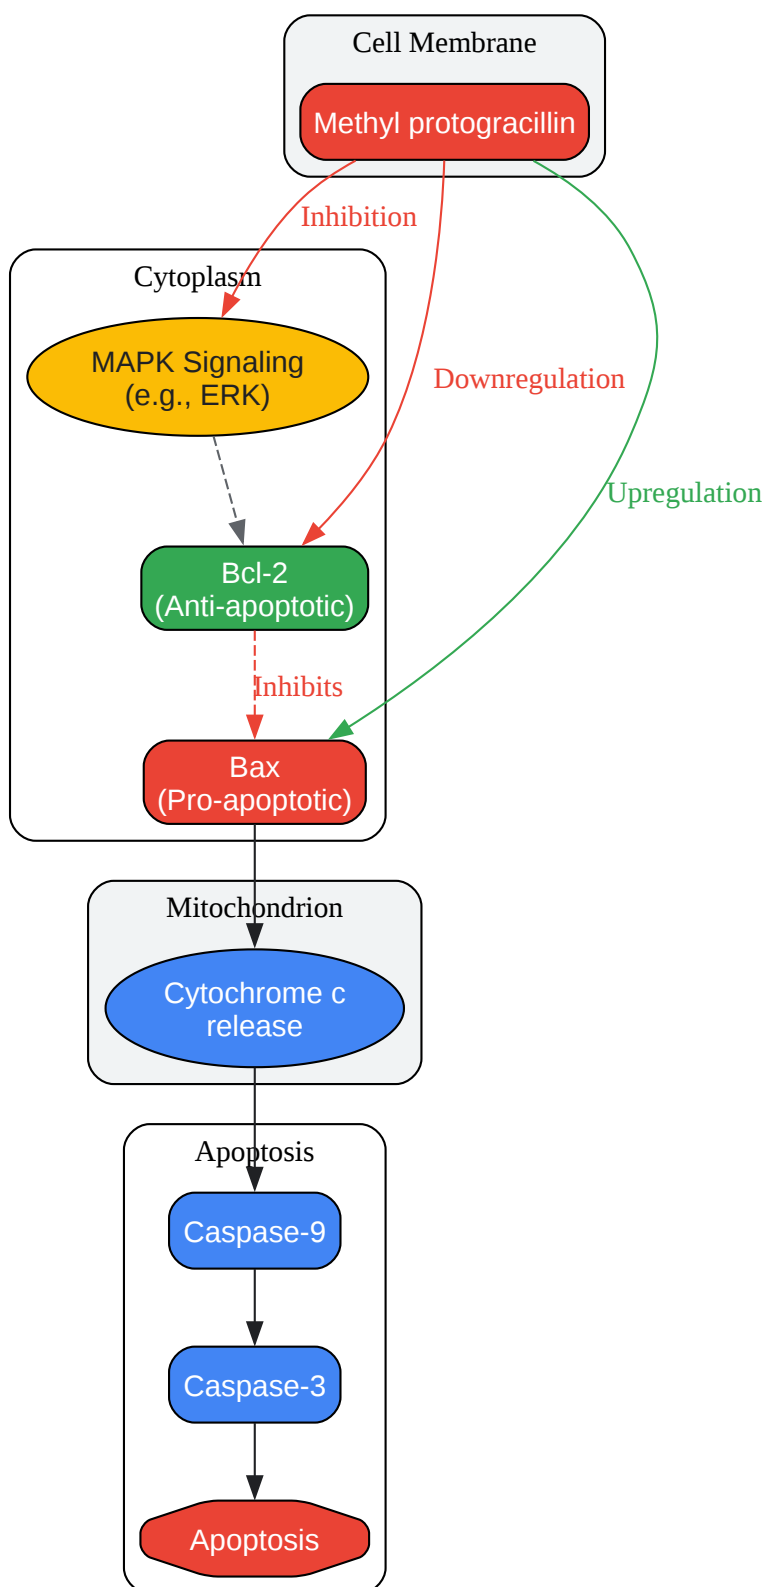 Cell Membrane
Methyl protogracillin
Inhibition
Cytoplasm
MAPK Signaling
(e.g., ERK)
Downregulation
Upregulation
Bcl-2
(Anti-apoptotic)
Inhibits
Bax
(Pro-apoptotic)
Mitochondrion
Cytochrome c
release
Apoptosis
Caspase-9
Caspase-3
Apoptosis